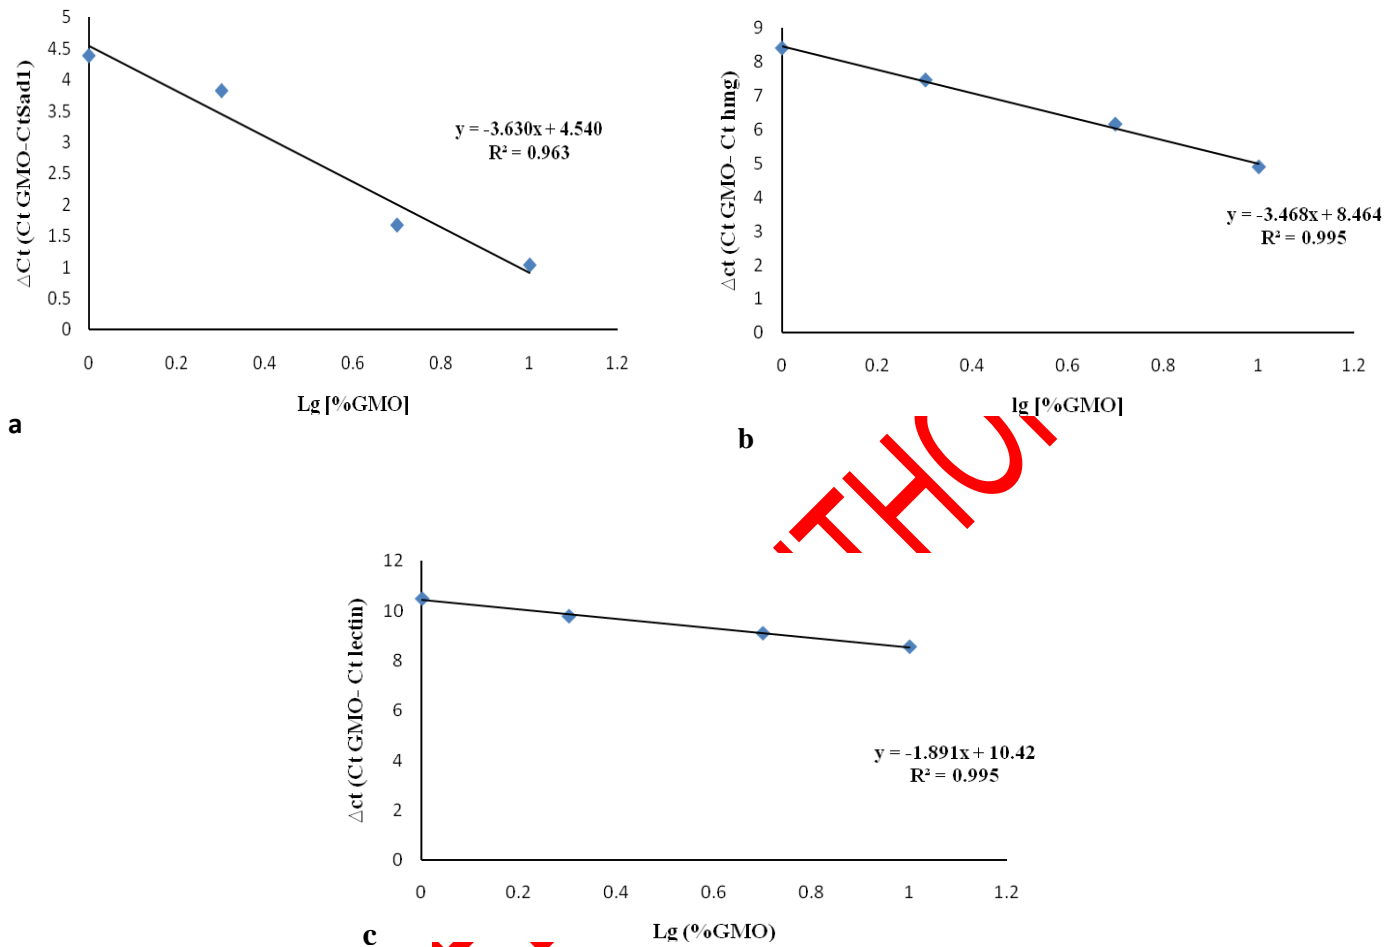 5
4.5
4
3.5
3
2.5
2
1.5
1
0.5
0
△Ct (Ct GMO-CtSad1)
y = -3.630x + 4.540
R² = 0.963
0 0.2 0.4 0.6 0.8 1 1.2
Lg [%GMO]
a
9
8
7
6
5
4
3
2
1
0
△ct (Ct GMO- Ct hmg)
y = -3.468x + 8.464
R² = 0.995
0 0.2 0.4 0.6 0.8 1 1.2
lg [%GMO]
b
12
10
8
6
4
2
0
△ct (Ct GMO- Ct lectin)
y = -1.891x + 10.42
R² = 0.995
0 0.2 0.4 0.6 0.8 1 1.2
Lg (%GMO)
c